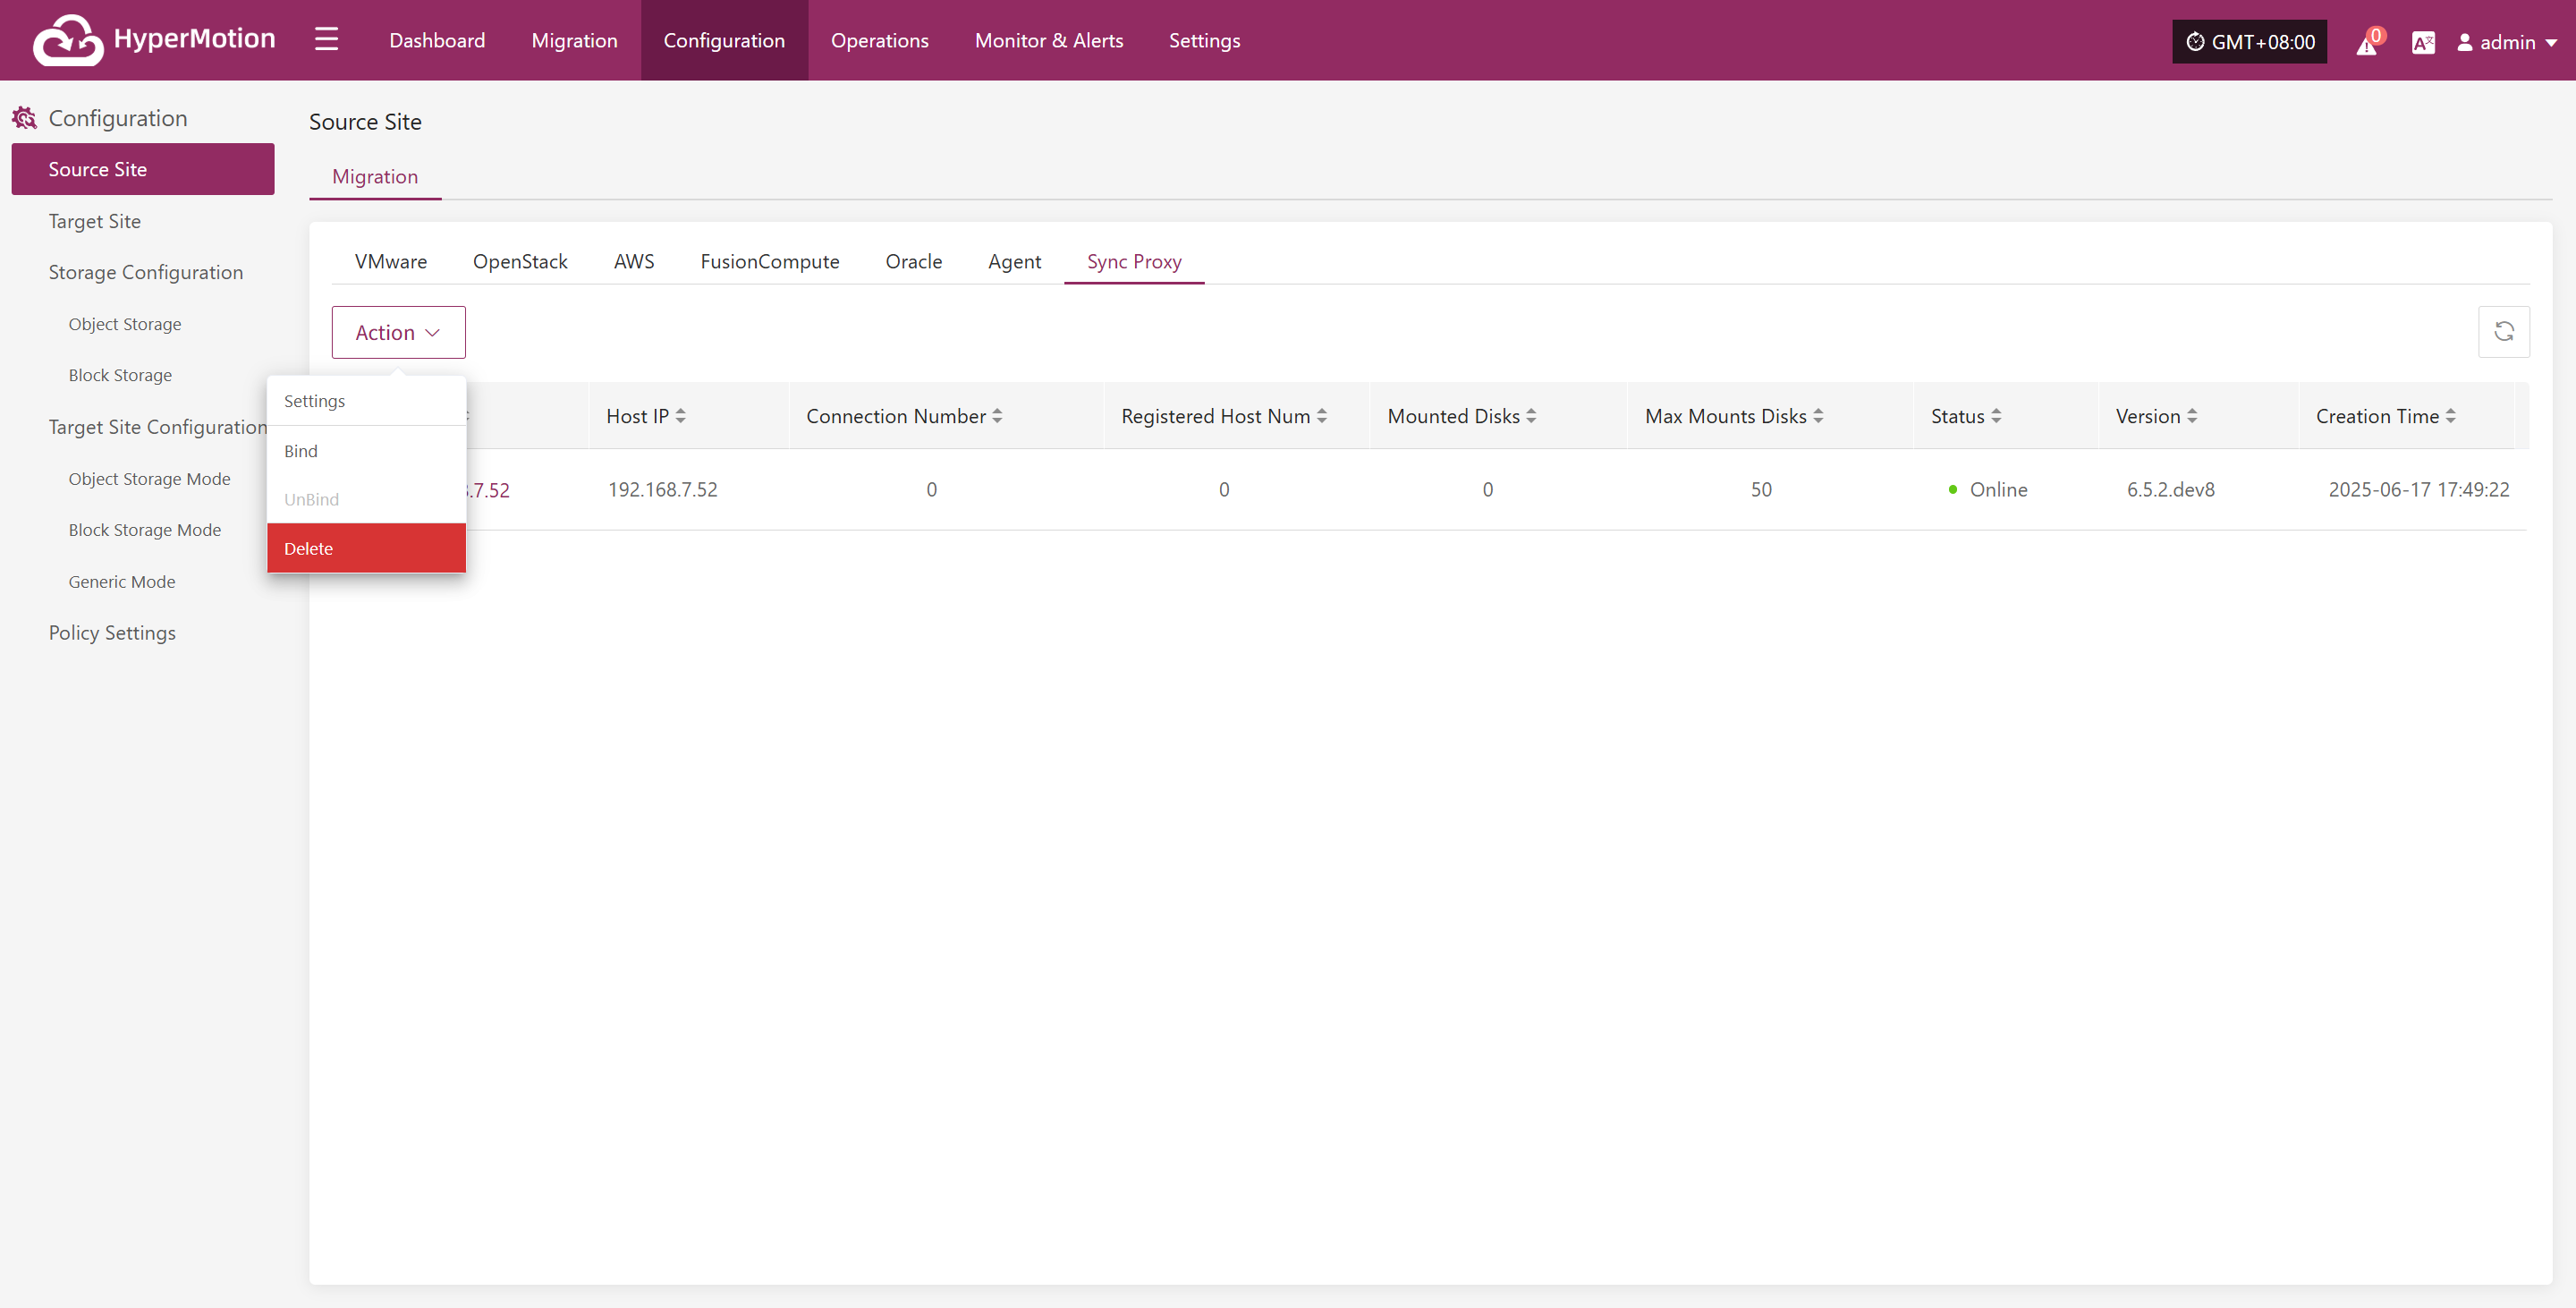 HyperMotion
Dashboard
Migration
Configuration
Operations
Monitor & Alerts
Settings
GMT+08:00
0
admin
Configuration
Source Site
Target Site
Storage Configuration
Object Storage
Block Storage
Target Site Configuration
Object Storage Mode
Block Storage Mode
Generic Mode
Policy Settings
Source Site
Migration
VMware
OpenStack
AWS
FusionCompute
Oracle
Agent
Sync Proxy
Action
Settings
Bind
UnBind
Delete
Host IP
Connection Number
Registered Host Num
Mounted Disks
Max Mounts Disks
Status
Version
Creation Time
.7.52
192.168.7.52
0
0
0
50
Online
6.5.2.dev8
2025-06-17 17:49:22